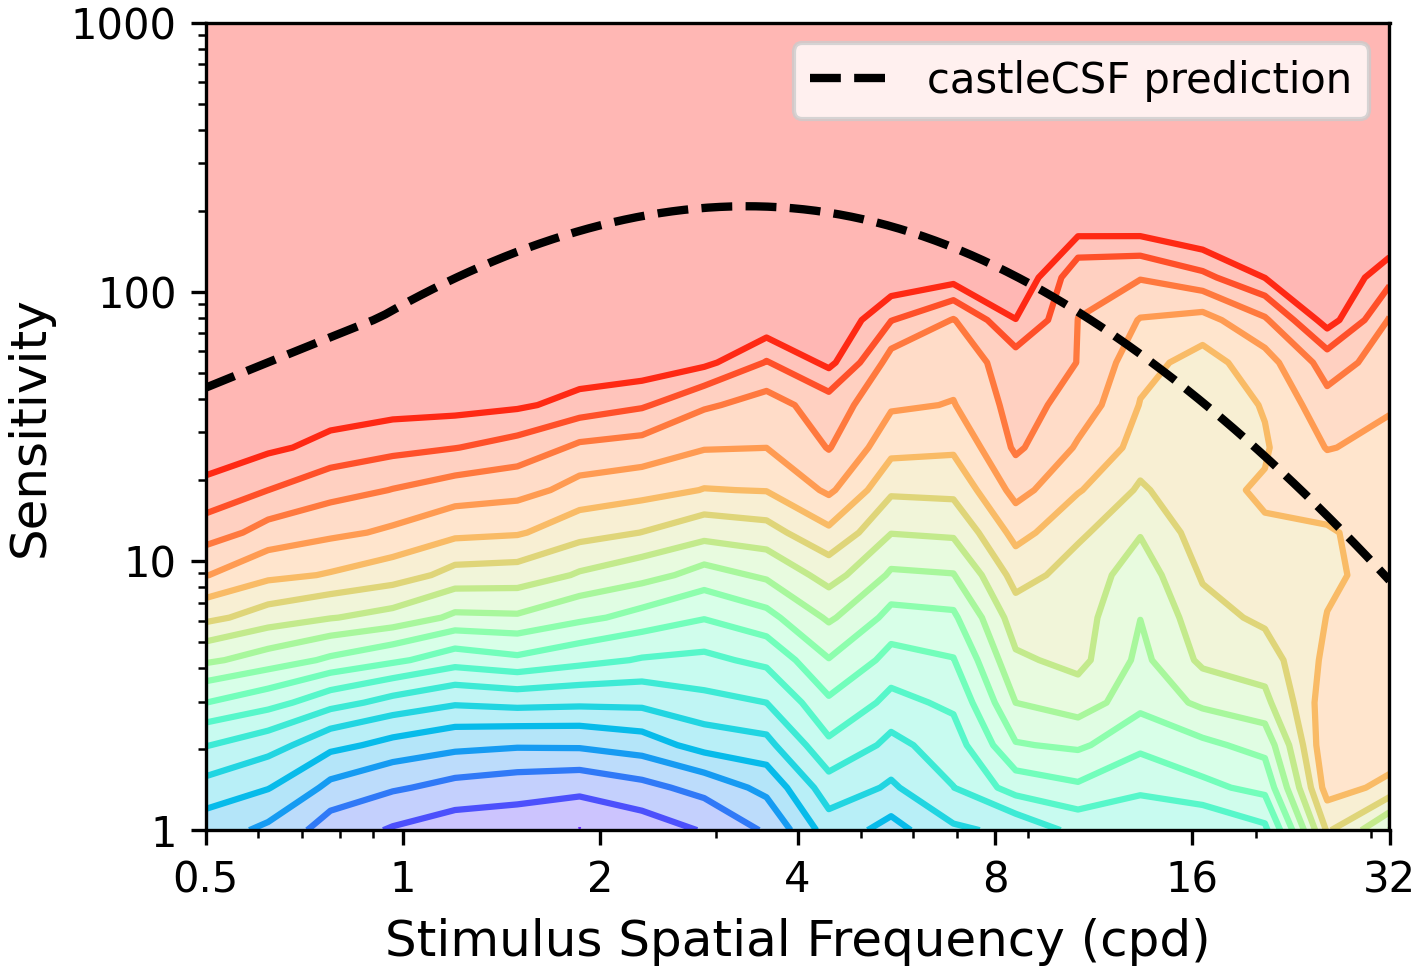 1000
100
10
1
Sensitivity
castleCSF prediction
0.5 1 2 4 8 16 32
Stimulus Spatial Frequency (cpd)